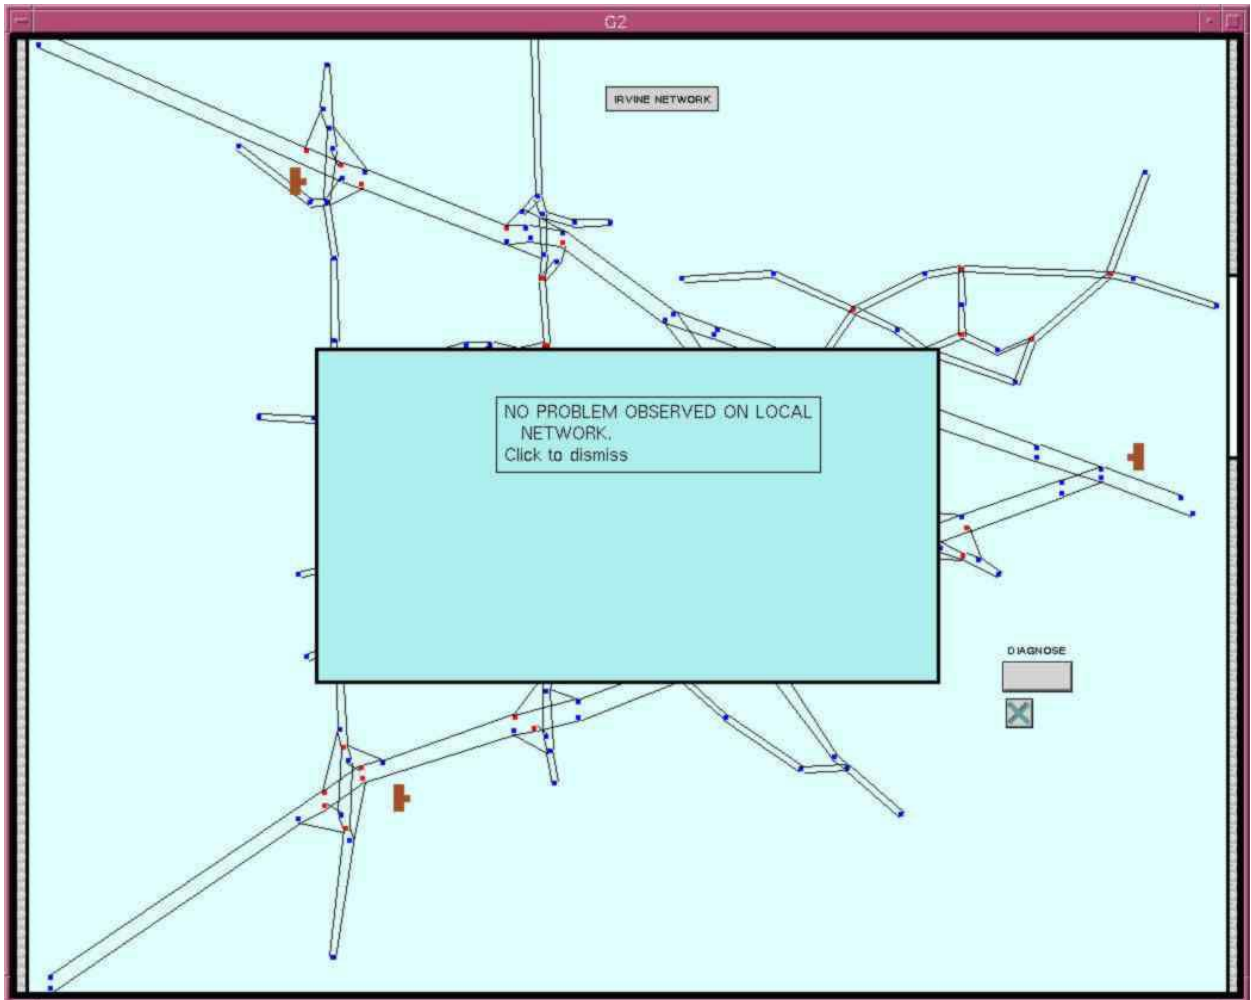 G2
IRVINE NETWORK
NO PROBLEM OBSERVED ON LOCAL
NETWORK.
Click to dismiss
DIAGNOSE